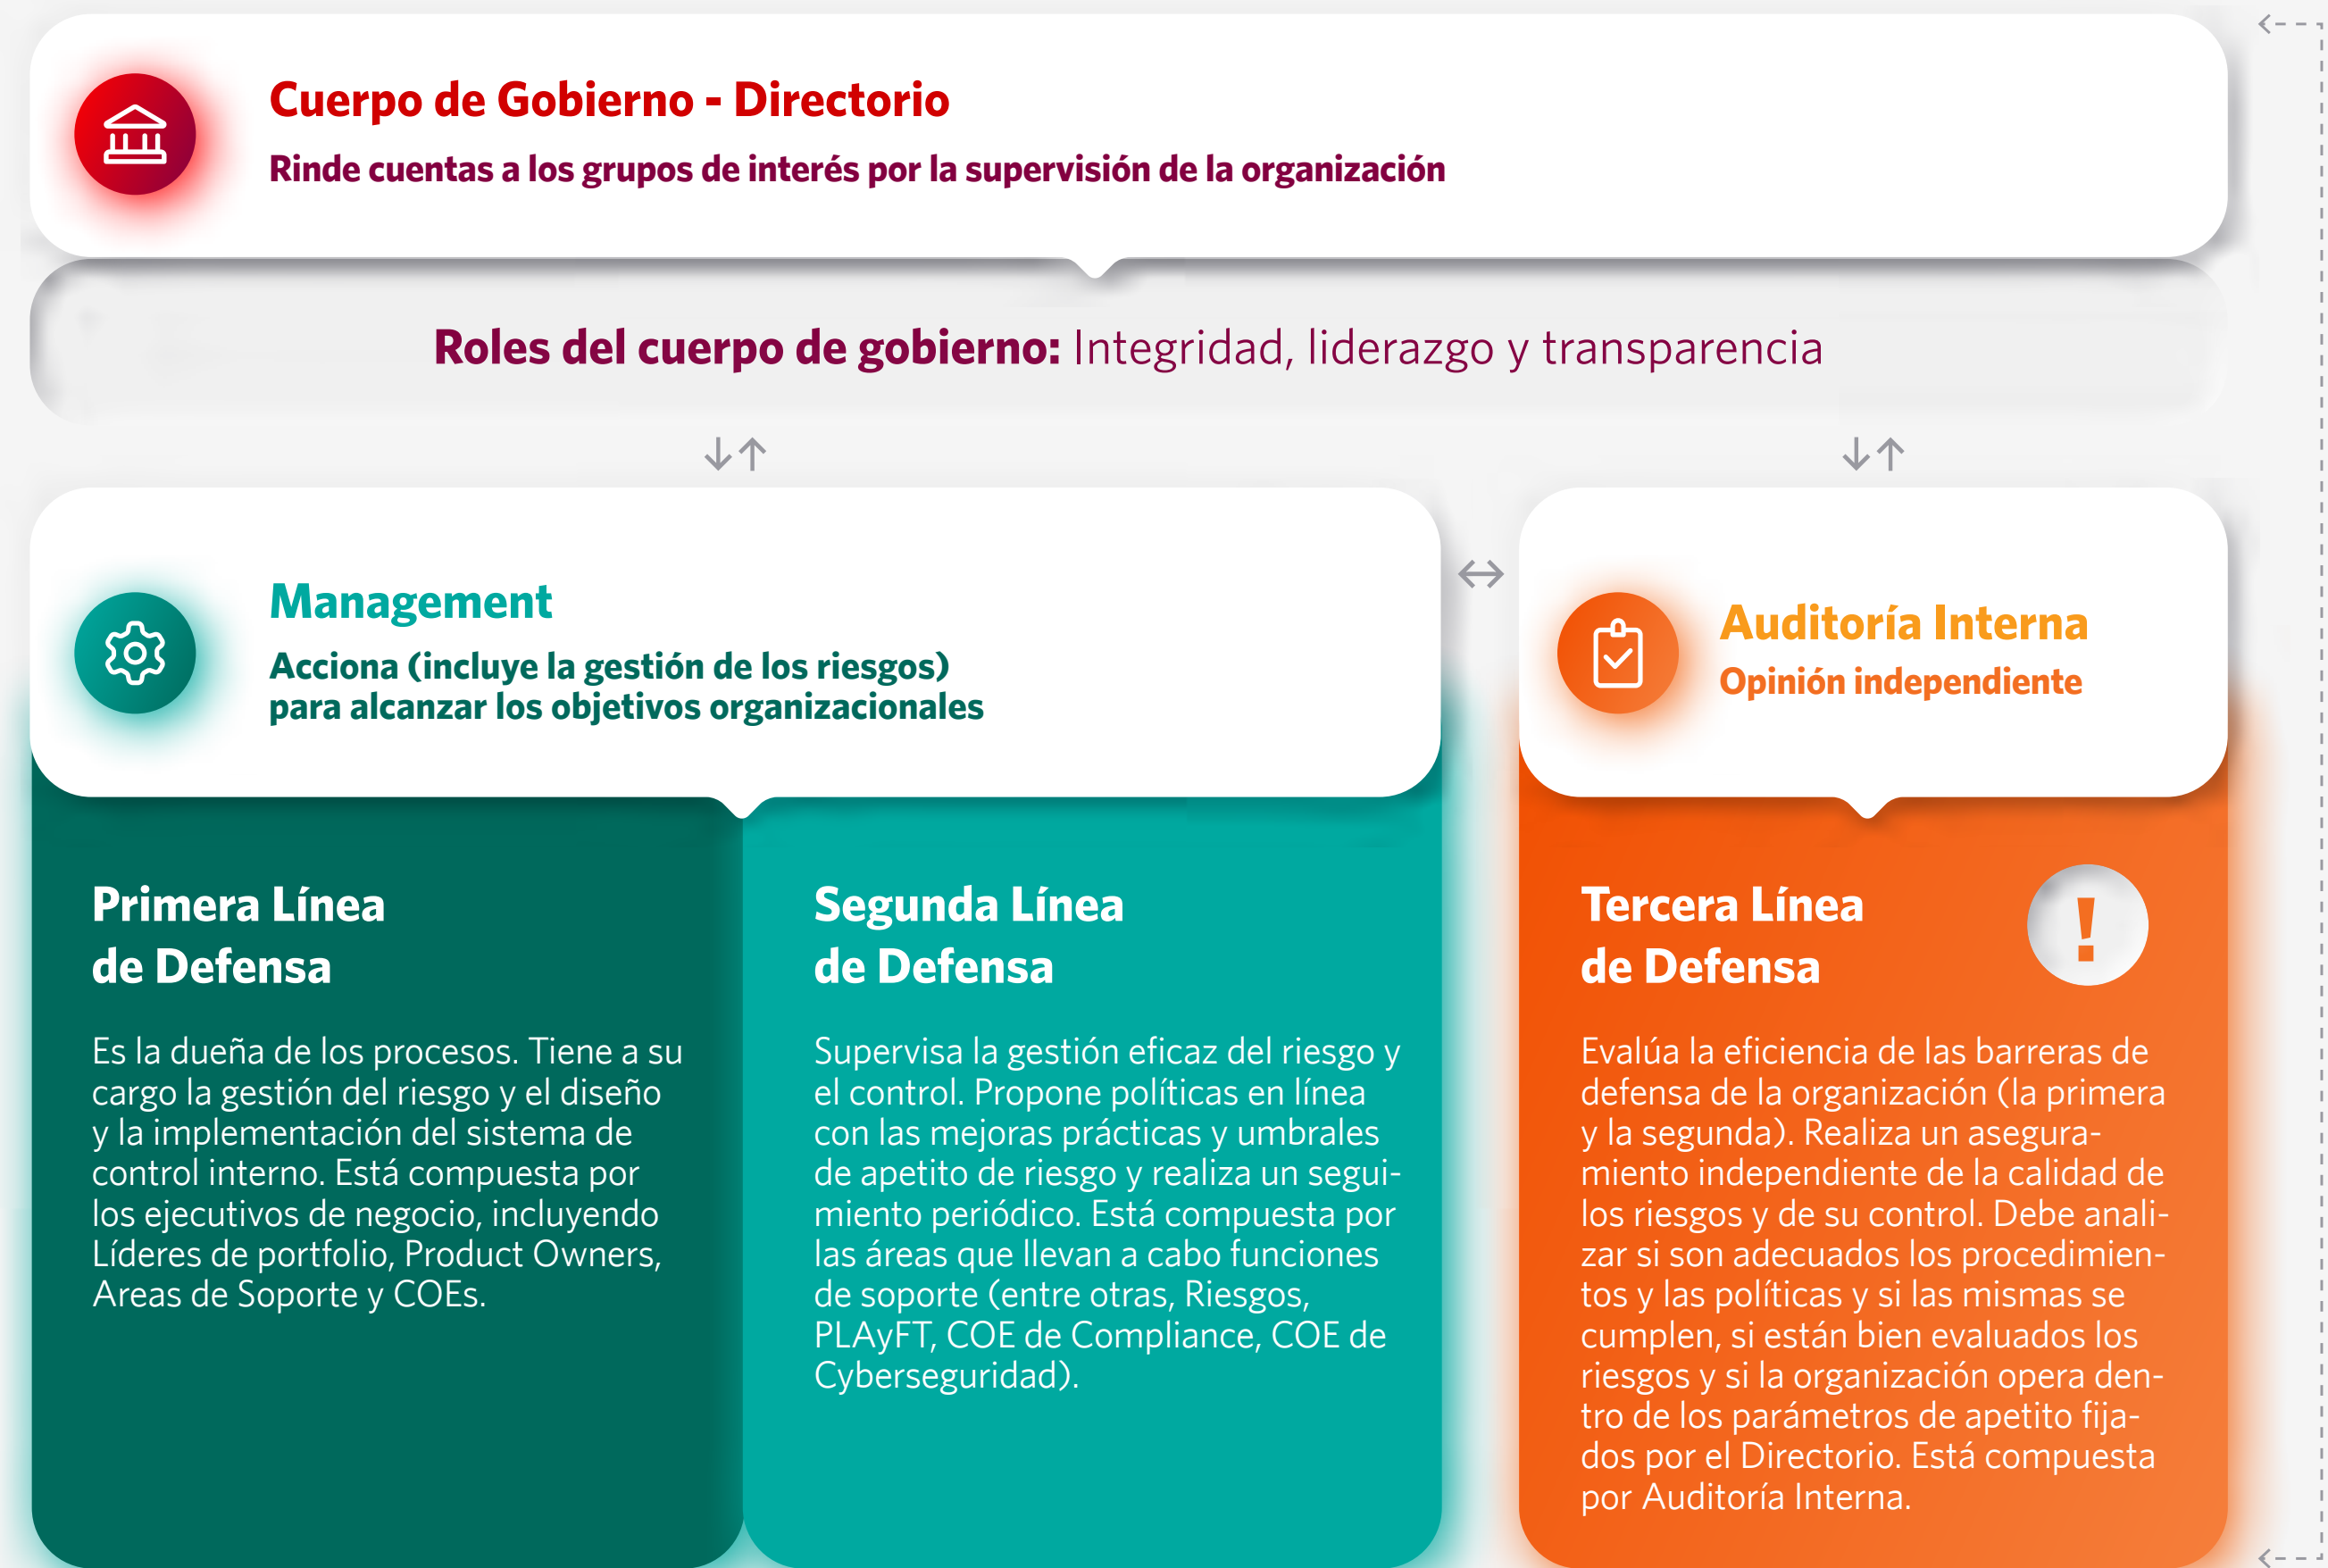 Cuerpo de Gobierno - Directorio
Rinde cuentas a los grupos de interés por la supervisión de la organización
Roles del cuerpo de gobierno: Integridad, liderazgo y transparencia
Management
Acciona (incluye la gestión de los riesgos)
para alcanzar los objetivos organizacionales
Auditoría Interna
Opinión independiente
Primera Línea
de Defensa
Es la dueña de los procesos. Tiene a su
cargo la gestión del riesgo y el diseño
y la implementación del sistema de
control interno. Está compuesta por
los ejecutivos de negocio, incluyendo
Líderes de portfolio, Product Owners,
Areas de Soporte y COEs.
Segunda Línea
de Defensa
Supervisa la gestión eficaz del riesgo y
el control. Propone políticas en línea
con las mejoras prácticas y umbrales
de apetito de riesgo y realiza un segui-
miento periódico. Está compuesta por
las áreas que llevan a cabo funciones
de soporte (entre otras, Riesgos,
PLAyFT, COE de Compliance, COE de
Cyberseguridad).
Tercera Línea
de Defensa
!
Evalúa la eficiencia de las barreras de
defensa de la organización (la primera
y la segunda). Realiza un asegura-
miento independiente de la calidad de
los riesgos y de su control. Debe anali-
zar si son adecuados los procedimien-
tos y las políticas y si las mismas se
cumplen, si están bien evaluados los
riesgos y si la organización opera den-
tro de los parámetros de apetito fija-
dos por el Directorio. Está compuesta
por Auditoría Interna.